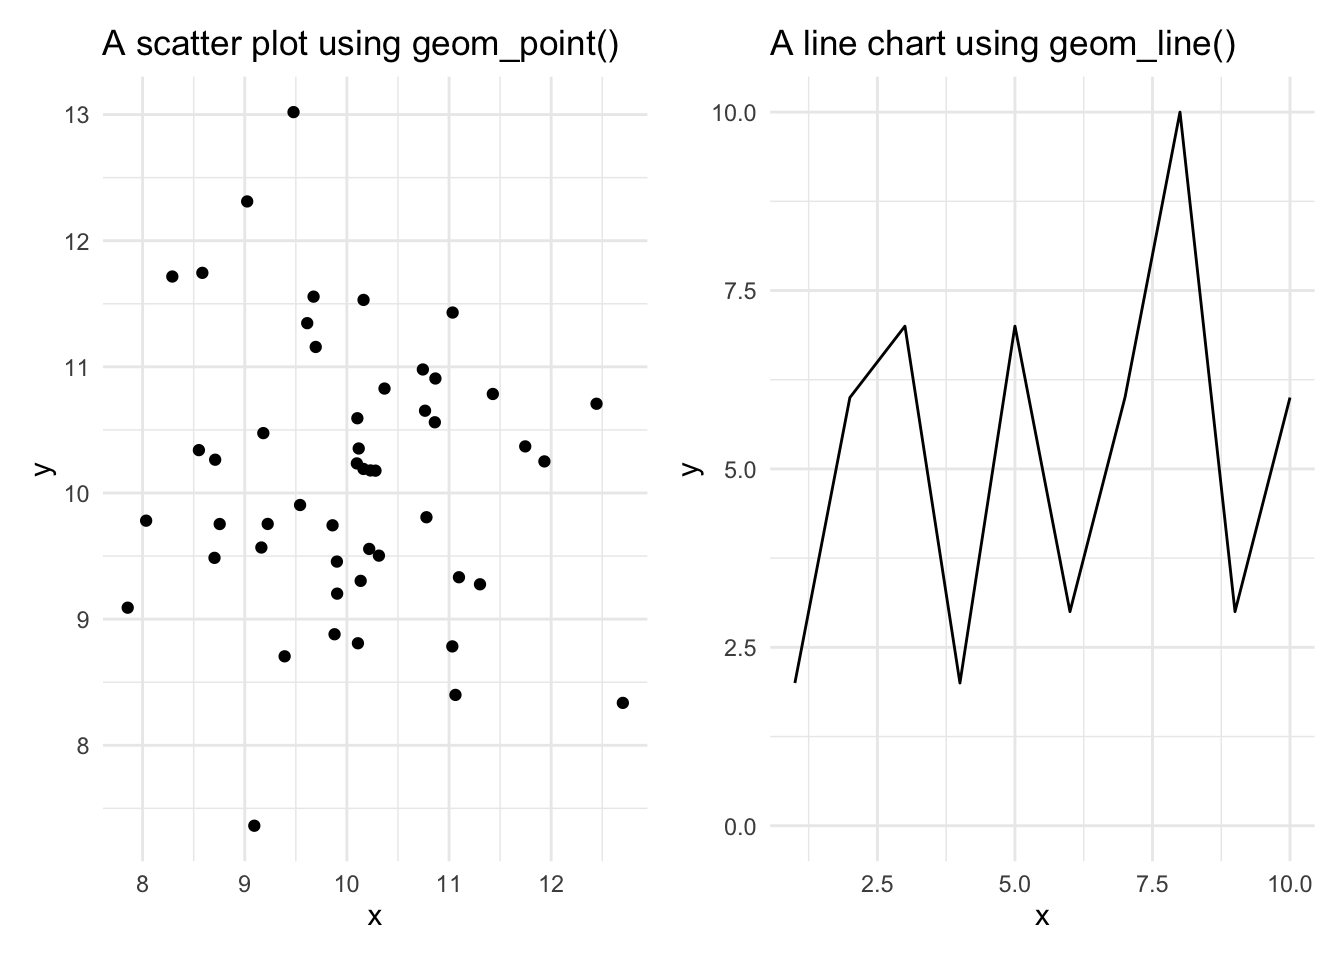 A scatter plot using geom_point()
13
12
11
10
9
8
y
8 9 10 11 12
x
A line chart using geom_line()
10.0
7.5
5.0
2.5
0.0
y
2.5 5.0 7.5 10.0
x